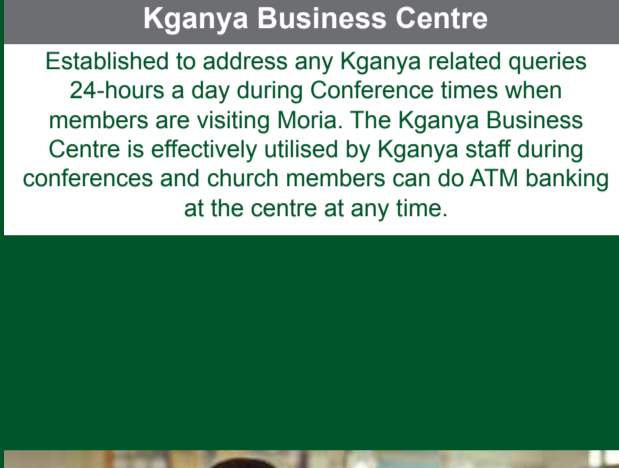 Kganya Business Centre
Established to address any Kganya related queries
24-hours a day during Conference times when
members are visiting Moria. The Kganya Business
Centre is effectively utilised by Kganya staff during
conferences and church members can do ATM banking
at the centre at any time.